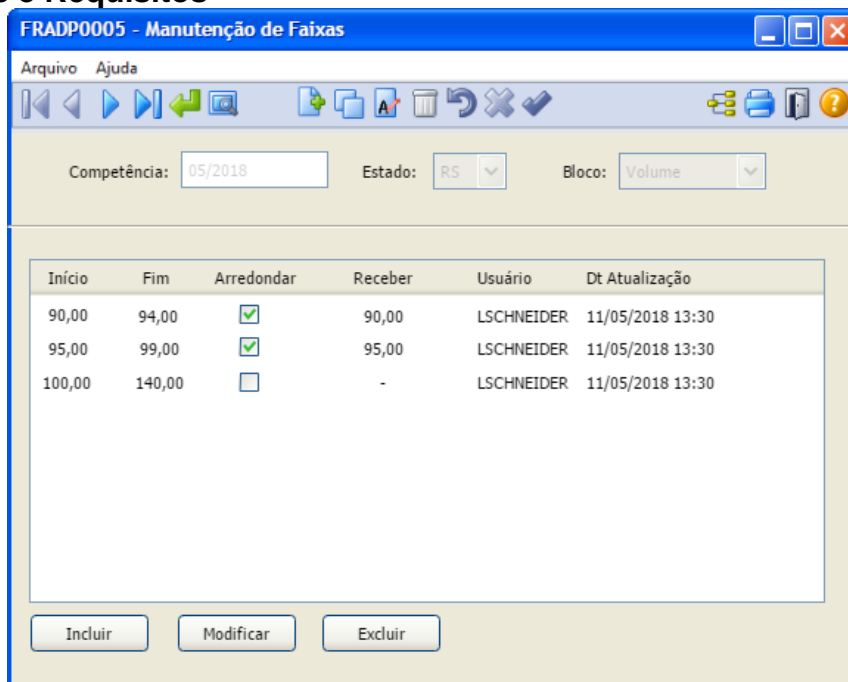 e Requisitos
FRADP0005 - Manutenção de Faixas
Arquivo Ajuda
Competência: 05/2018 Estado: RS Bloco: Volume
Início Fim Arredondar Receber Usuário Dt Atualização
90,00 94,00 90,00 LSCHNEIDER 11/05/2018 13:30
95,00 99,00 95,00 LSCHNEIDER 11/05/2018 13:30
100,00 140,00 - LSCHNEIDER 11/05/2018 13:30
Incluir Modificar Excluir